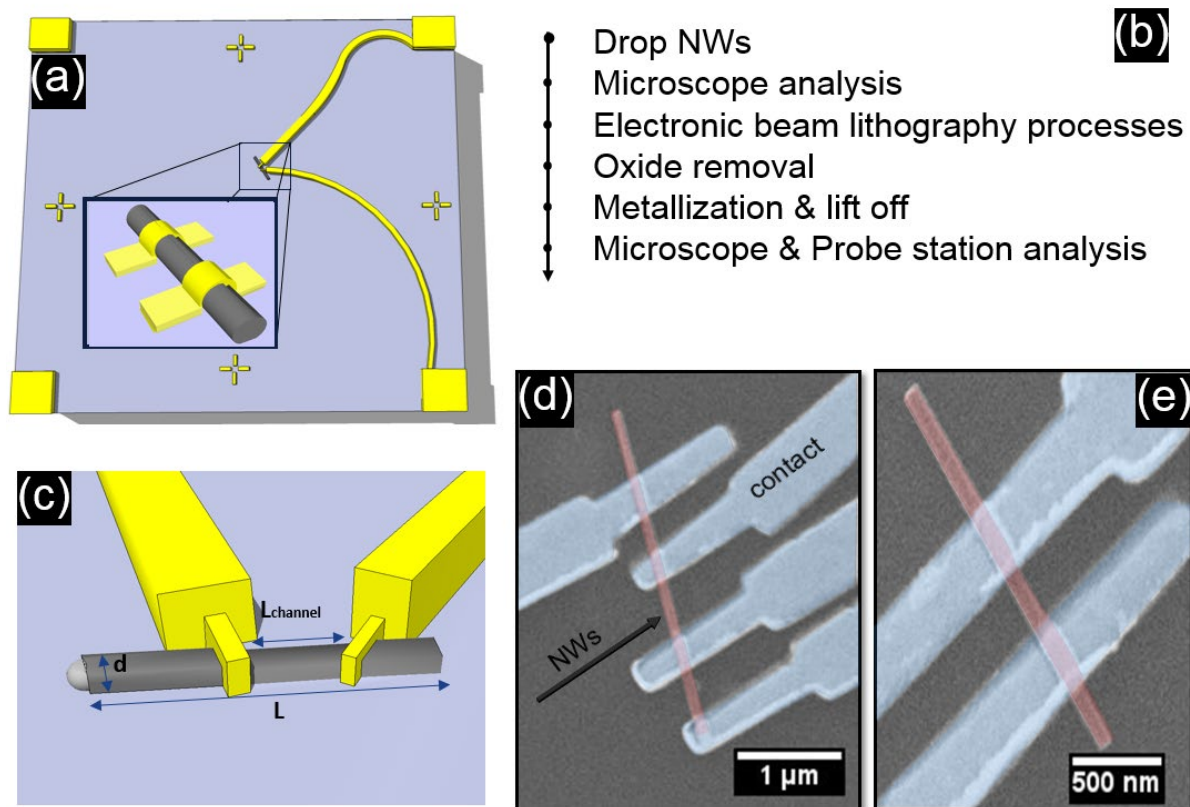 (a)
(b)
Drop NWs
Microscope analysis
Electronic beam lithography processes
Oxide removal
Metallization & lift off
Microscope & Probe station analysis
(c)
Lchannel
d
L
(d)
contact
NWs
1 μm
(e)
500 nm